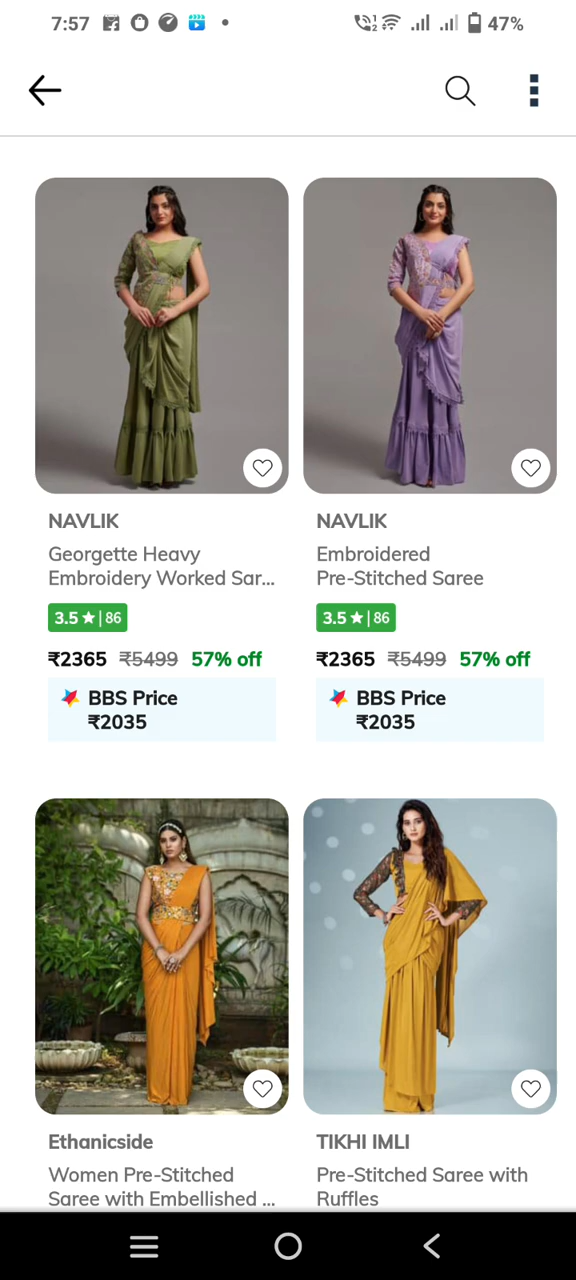 7:57 47%
NAVLIK
Georgette Heavy
Embroidery Worked Sar...
3.5★|86
₹2365 ₹5499 57% off
BBS Price
₹2035
NAVLIK
Embroidered
Pre-Stitched Saree
3.5★|86
₹2365 ₹5499 57% off
BBS Price
₹2035
Ethanicside
Women Pre-Stitched
Saree with Embellished ...
TIKHI IMLI
Pre-Stitched Saree with
Ruffles